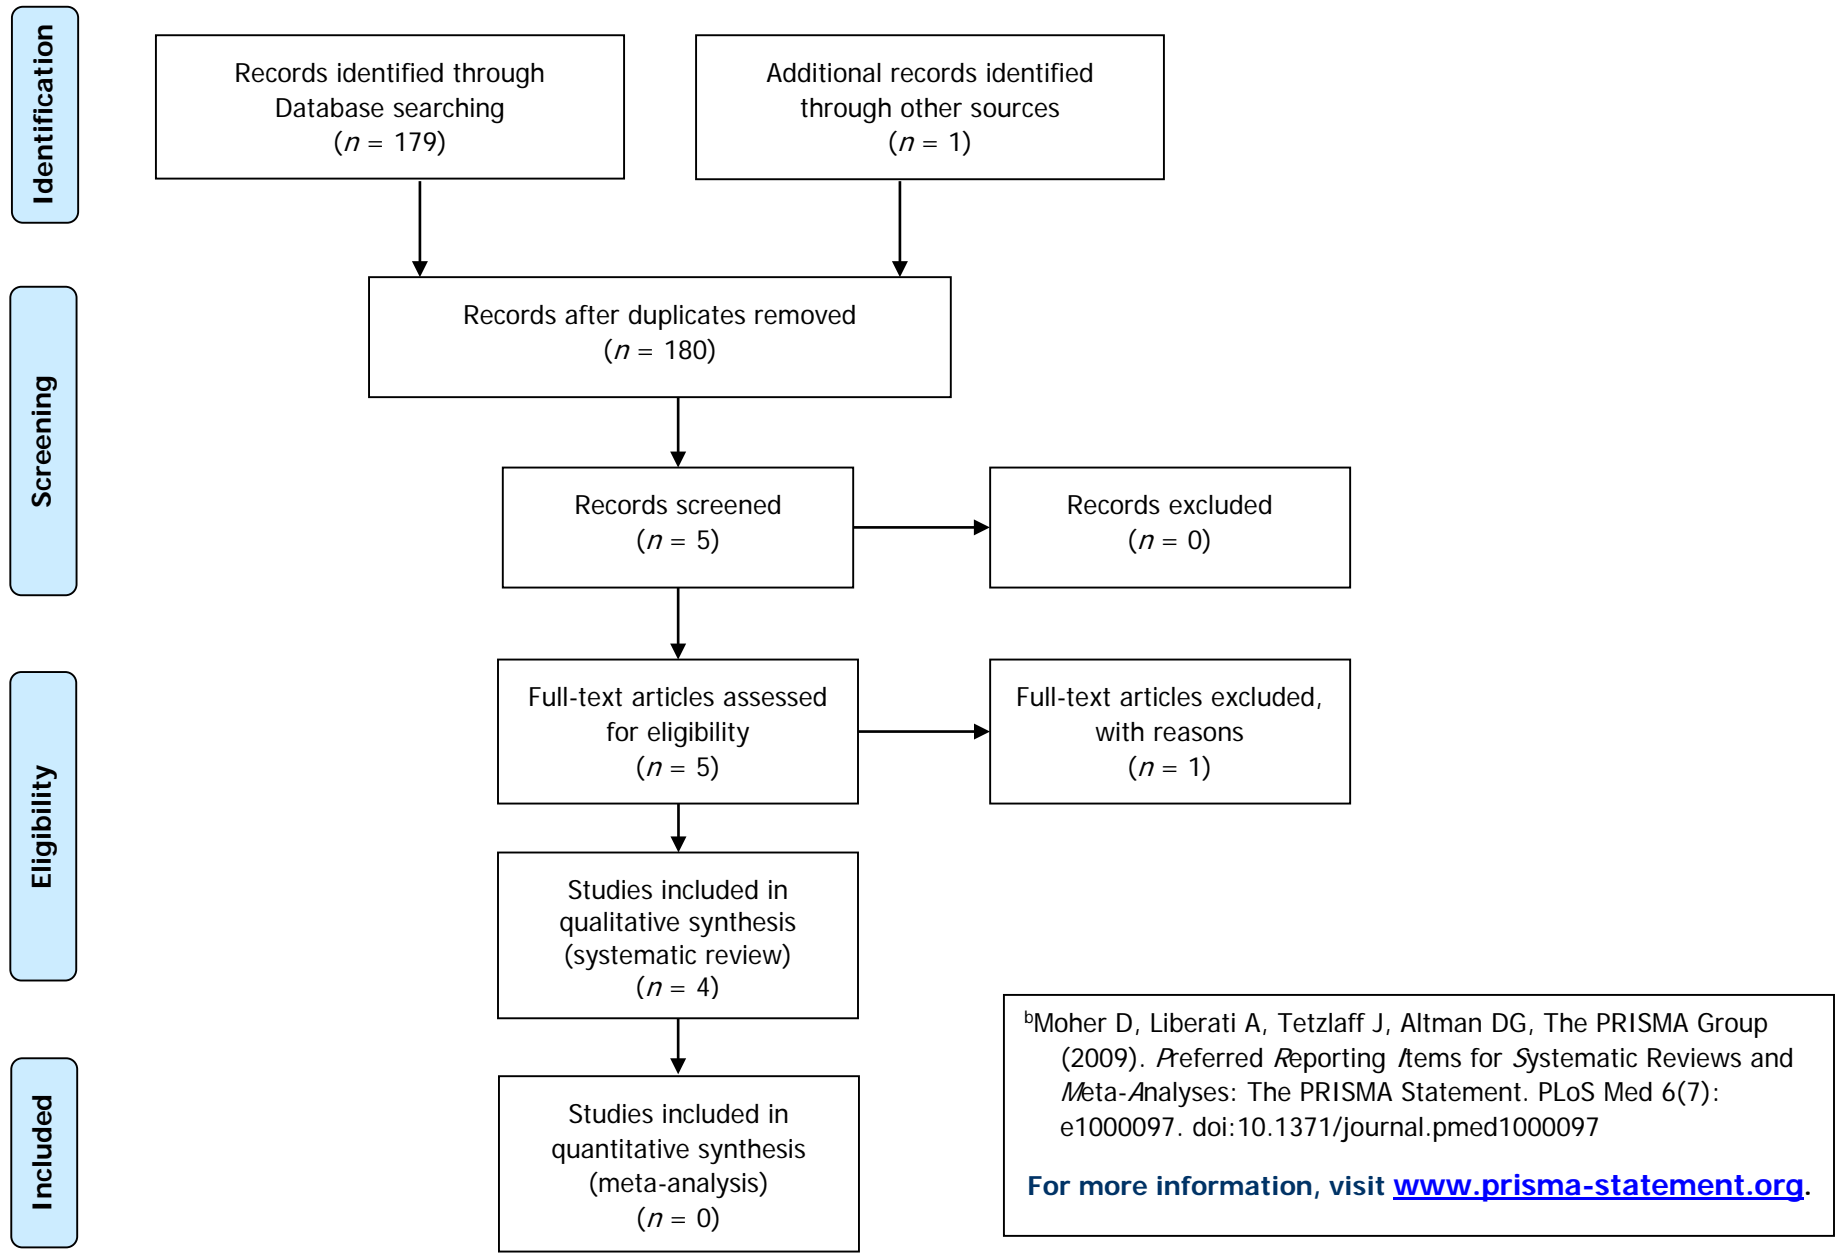 Identification
Records identified through
Database searching
(n = 179)
Additional records identified
through other sources
(n = 1)
Screening
Records after duplicates removed
(n = 180)
Records screened
(n = 5)
Records excluded
(n = 0)
Eligibility
Full-text articles assessed
for eligibility
(n = 5)
Full-text articles excluded,
with reasons
(n = 1)
Studies included in
qualitative synthesis
(systematic review)
(n = 4)
Included
Studies included in
quantitative synthesis
(meta-analysis)
(n = 0)
ᵇMoher D, Liberati A, Tetzlaff J, Altman DG, The PRISMA Group
(2009). Preferred Reporting Items for Systematic Reviews and
Meta-Analyses: The PRISMA Statement. PLoS Med 6(7):
e1000097. doi:10.1371/journal.pmed1000097
For more information, visit www.prisma-statement.org.